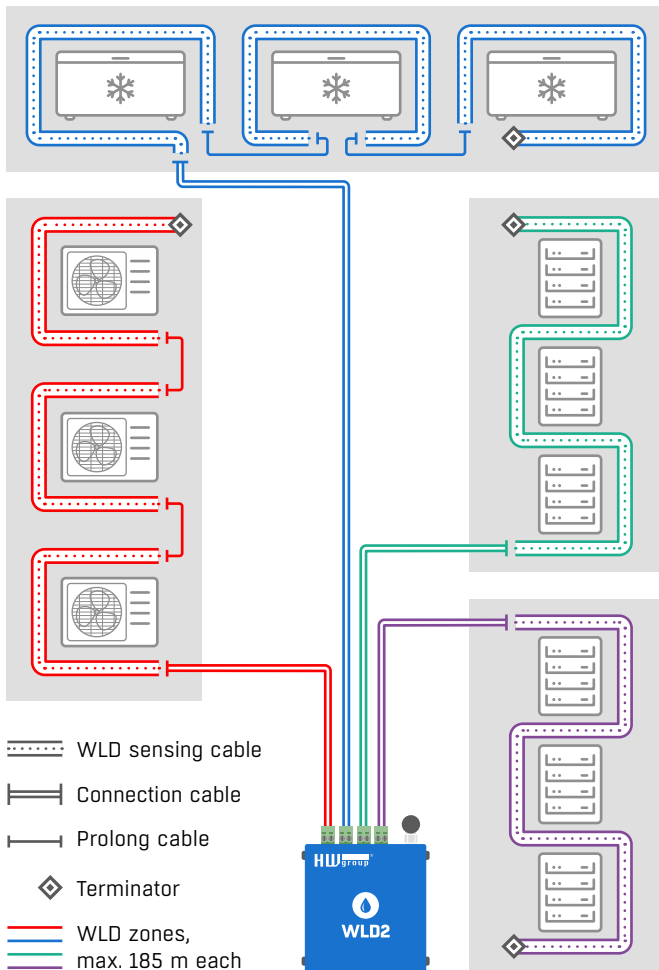 WLD sensing cable
Connection cable
Prolong cable
Terminator
WLD zones,
max. 185 m each
HW group
WLD2